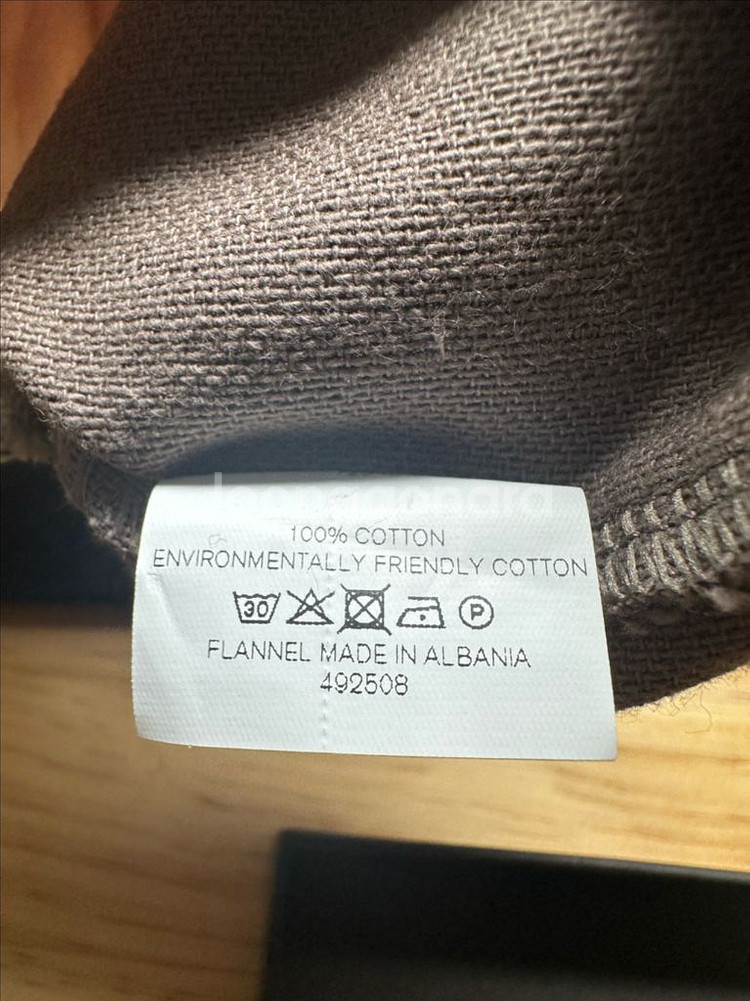 100% COTTON
ENVIRONMENTALLY FRIENDLY COTTON
30 P
FLANNEL MADE IN ALBANIA
492508